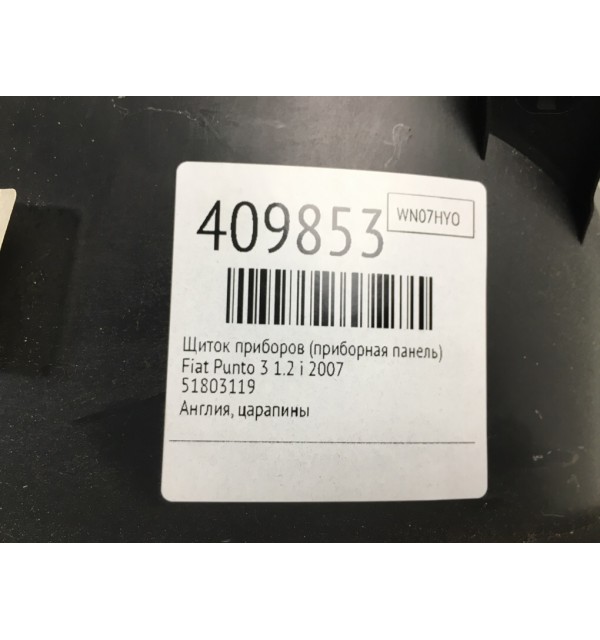 409853
WN07HYO
Щиток приборов (приборная панель)
Fiat Punto 3 1.2 i 2007
51803119
Англия, царапины